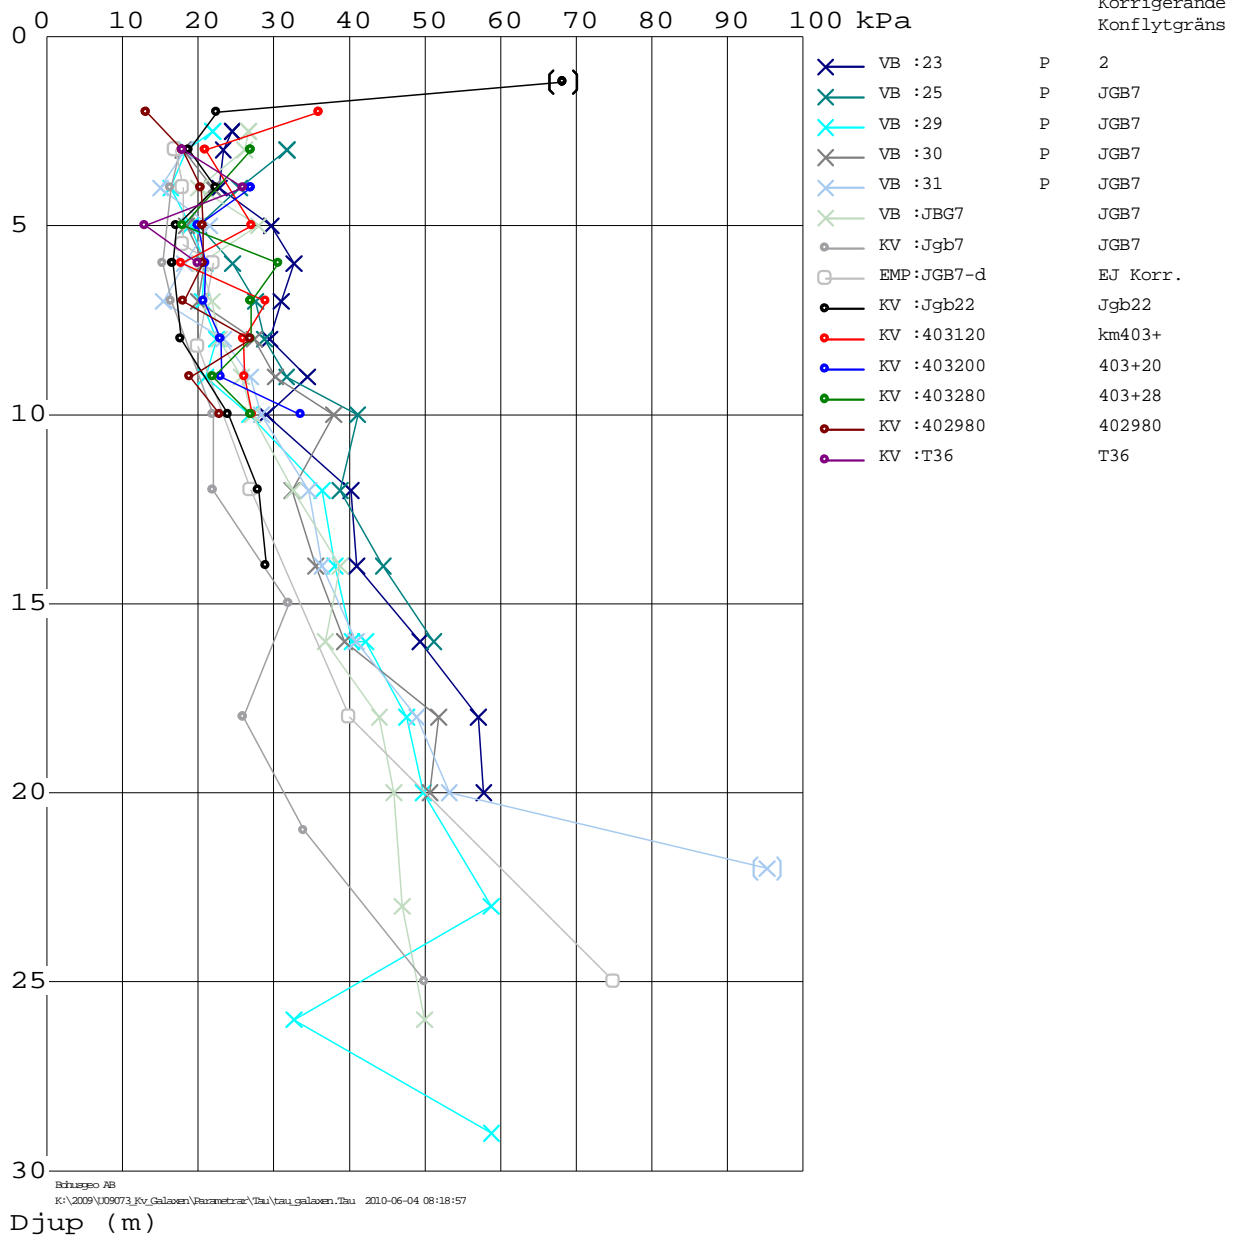 Korrigerande
0 10 20 30 40 50 60 70 80 90 100 kPa
Konflytgräns
0
VB :23 P 2
VB :25 P JGB7
VB :29 P JGB7
VB :30 P JGB7
VB :31 P JGB7
VB :JBG7 JGB7
5
KV :Jgb7 JGB7
EMP:JGB7-d EJ Korr.
KV :Jgb22 Jgb22
KV :403120 km403+
KV :403200 403+20
KV :403280 403+28
10
KV :402980 402980
KV :T36 T36
15
20
25
30
Bohusgeo AB
K:\2009\U09073_Kv_Galaxen\Parametrar\Tau\tau_galaxen.Tau 2010-06-04 08:18:57
Djup (m)